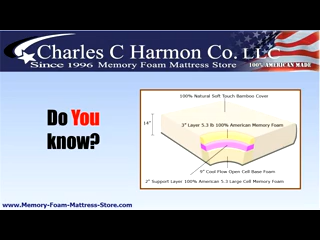 Charles C Harmon Co. LLC
Since 1996 Memory Foam Mattress Store
100% AMERICAN MADE
Do You
know?
100% Natural Soft Touch Bamboo Cover
14"
3" Layer 5.3 lb 100% American Memory Foam
9" Cool Flow Open Cell Base Foam
2" Support Layer 100% American 5.3 Large Cell Memory Foam
www.Memory-Foam-Mattress-Store.com